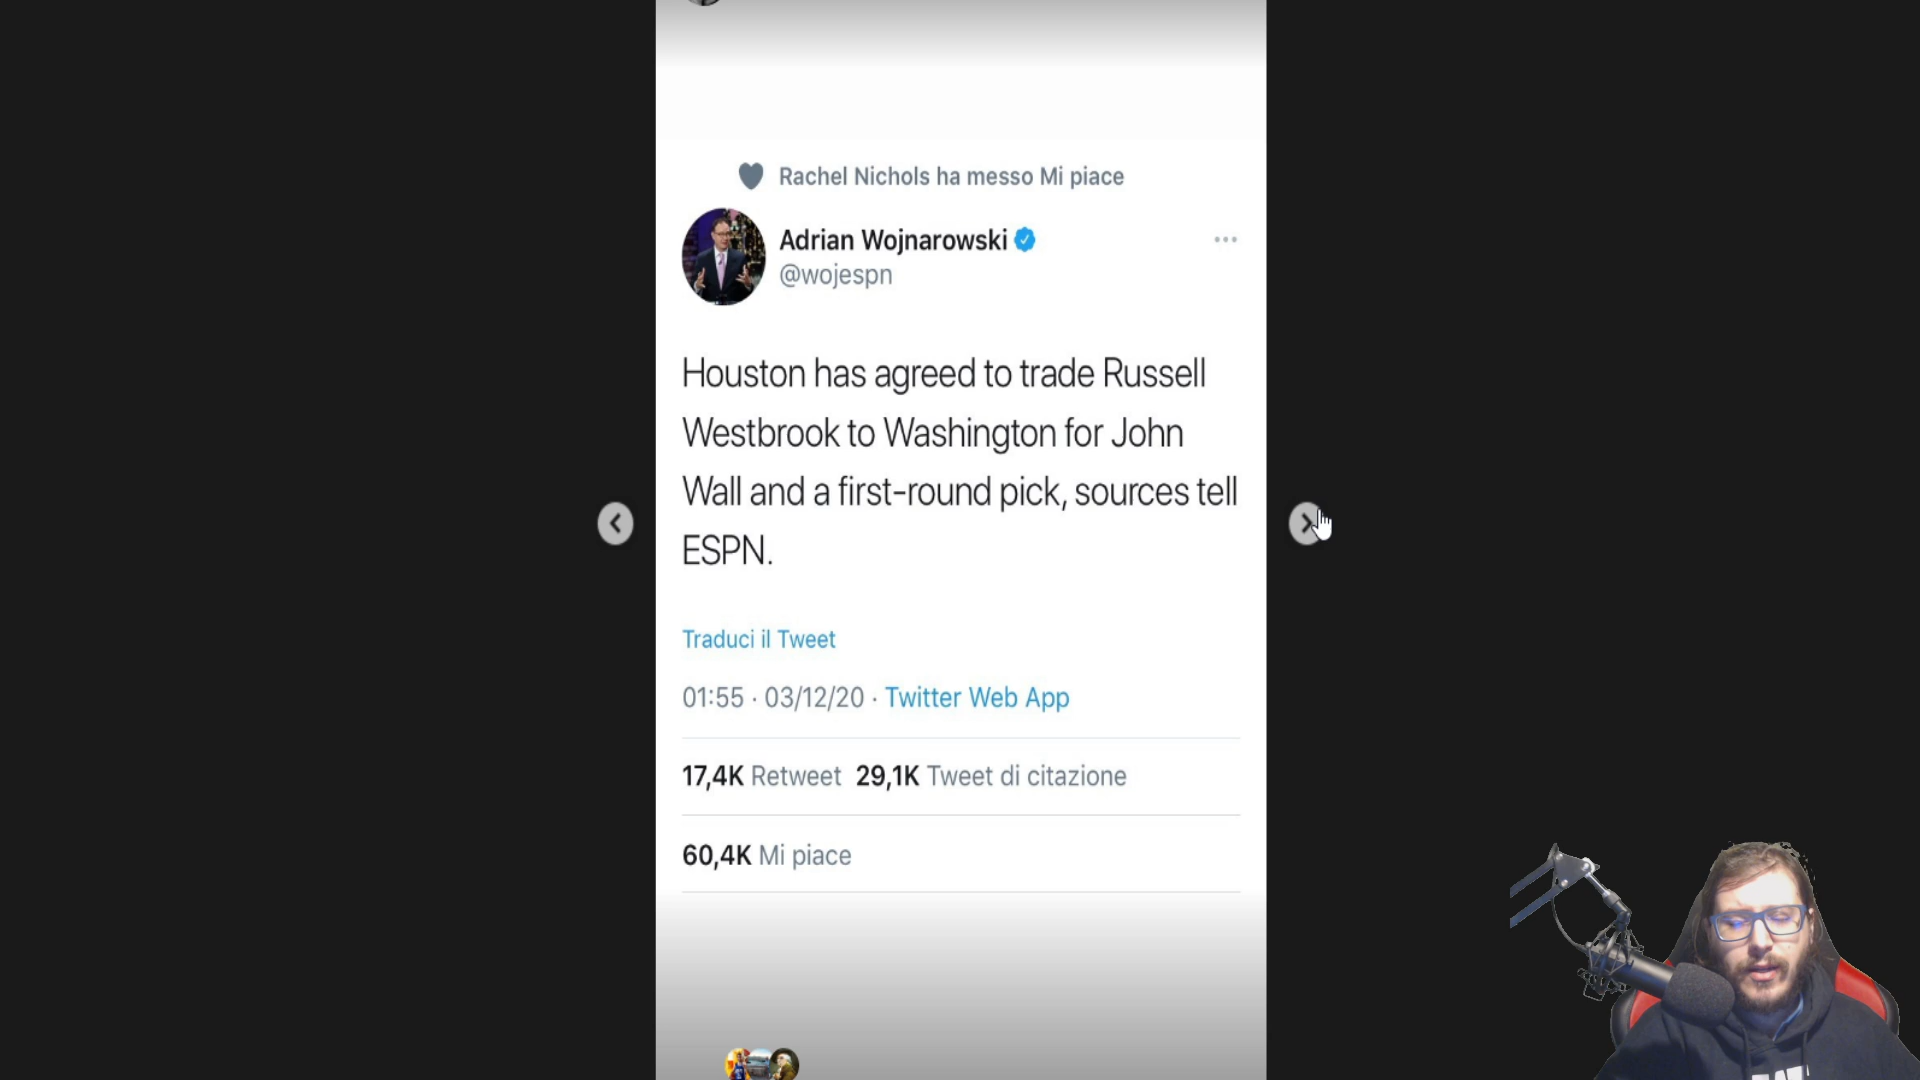 Rachel Nichols ha messo Mi piace
Adrian Wojnarowski
@wojespn
Houston has agreed to trade Russell
Westbrook to Washington for John
Wall and a first-round pick, sources tell
ESPN.
Traduci il Tweet
01:55 · 03/12/20 · Twitter Web App
17,4K Retweet 29,1K Tweet di citazione
60,4K Mi piace